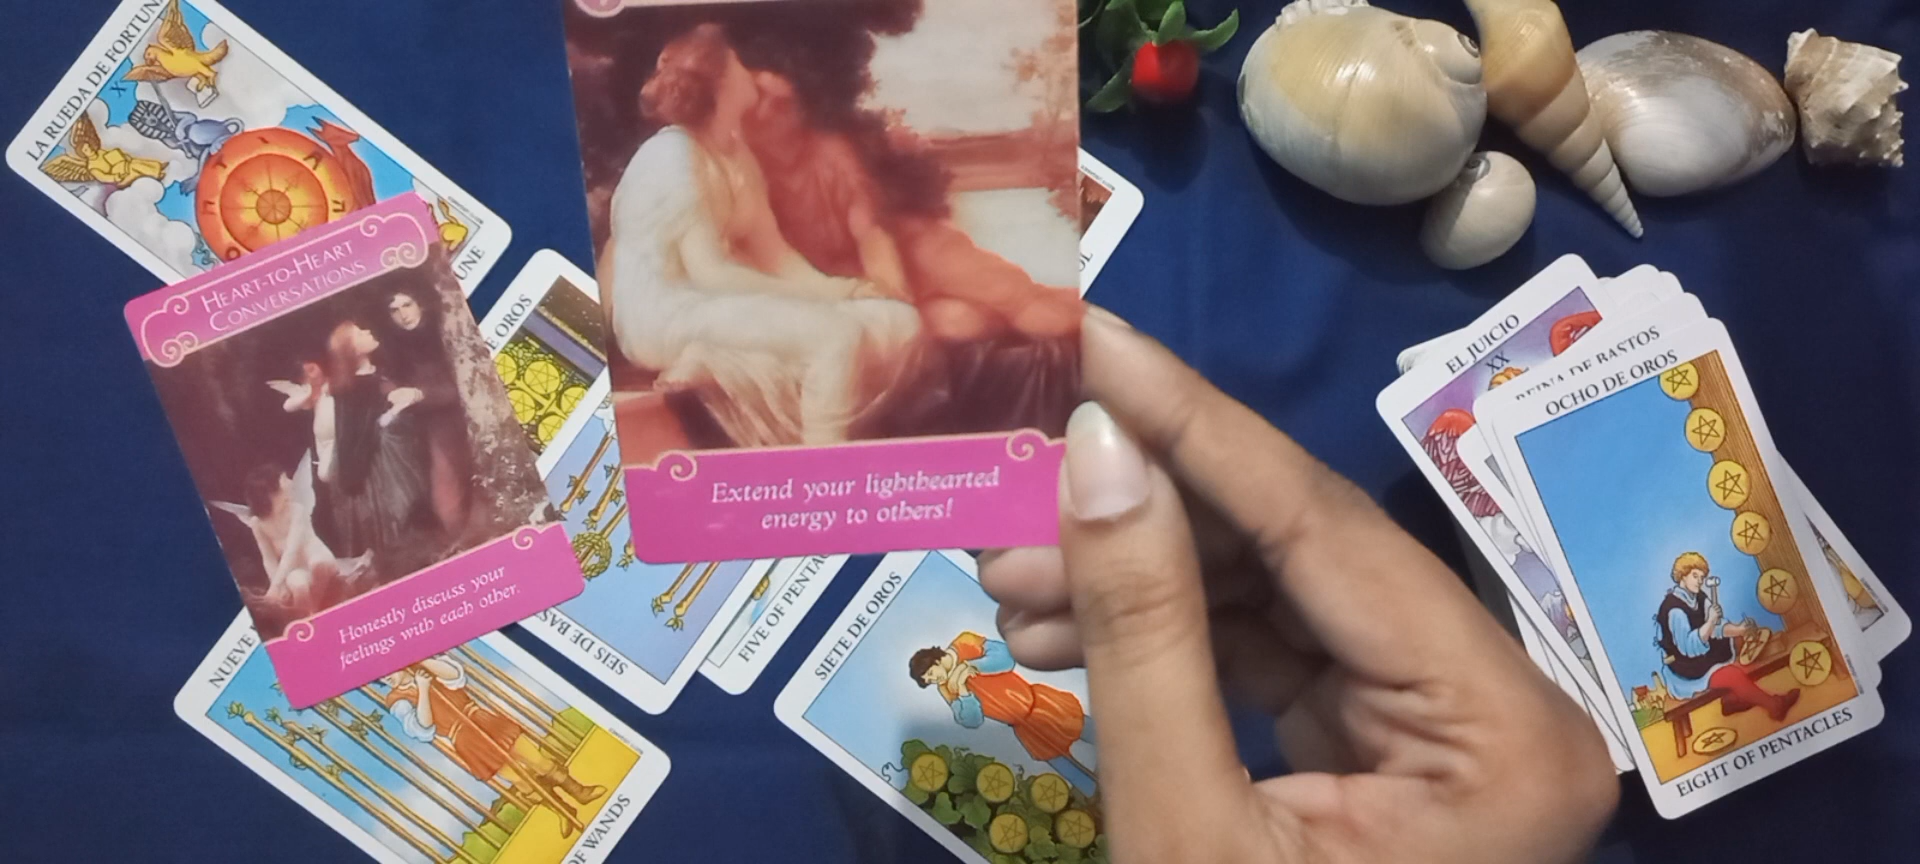 LA RUEDA DE FORTUNA
X
UNE
HEART-TO-HEART
CONVERSATIONS
Honestly discuss your
feelings with each other.
E OROS
Extend your lighthearted
energy to others!
SEIS DE BAS
FIVE OF PENTAC
NUEVE
OF WANDS
SIETE DE OROS
EL JUICIO
XX
REINA DE BASTOS
OCHO DE OROS
EIGHT OF PENTACLES